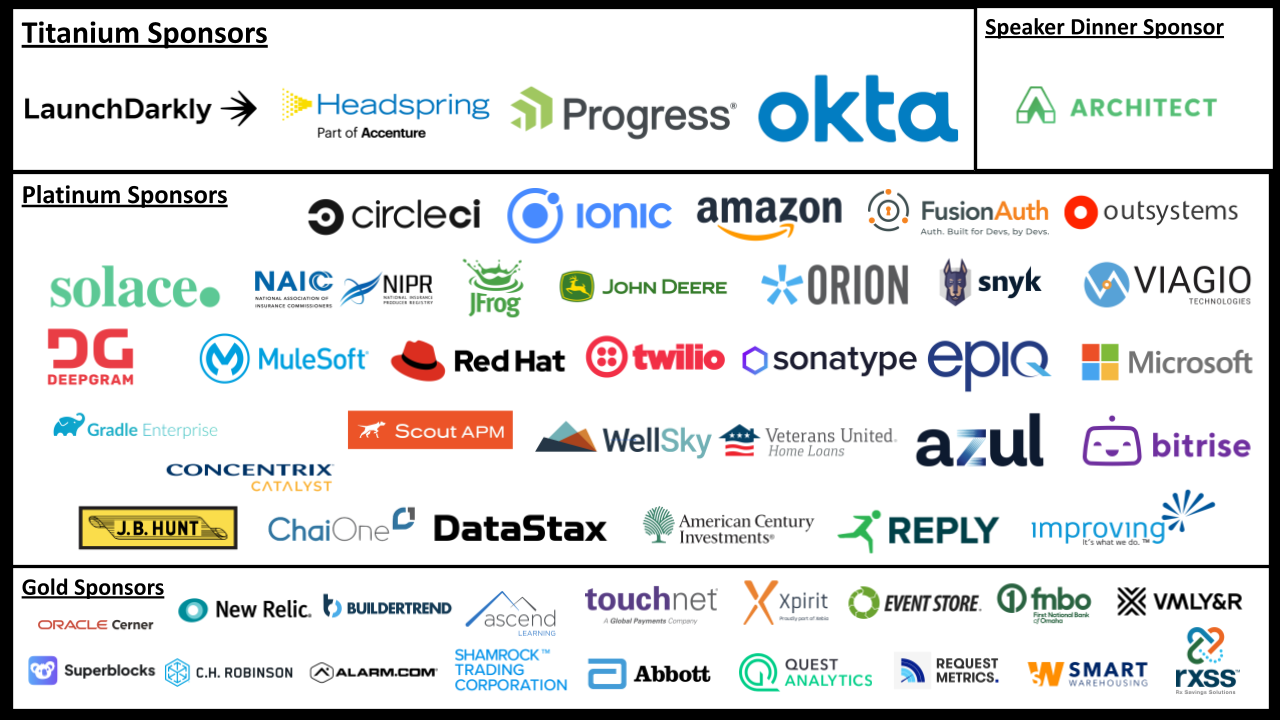 Titanium Sponsors
LaunchDarkly
Headspring
Part of Accenture
Progress®
okta
Speaker Dinner Sponsor
ARCHITECT
Platinum Sponsors
circleci
IONIC
amazon
FusionAuth
Auth. Built for Devs, by Devs.
outsystems
solace.
NAIC
NATIONAL ASSOCIATION OF
INSURANCE COMMISSIONERS
NIPR
NATIONAL INSURANCE
PRODUCER REGISTRY
JFrog
JOHN DEERE
ORION
snyk
VIAGIO
TECHNOLOGIES
DG
DEEPGRAM
MuleSoft®
Red Hat
twilio
sonatype
epiq
Microsoft
Gradle Enterprise
Scout APM
WellSky
Veterans United®
Home Loans
azul
bitrise
CONCENTRIX
CATALYST
J.B. HUNT
ChaiOne
DataStax
American Century
Investments®
REPLY
improving
It's what we do. ™
Gold Sponsors
ORACLE Cerner
New Relic®
BUILDERTREND
ascend
LEARNING
touchnet®
A Global Payments Company
Xpirit
Proudly part of Xebia
EVENT STORE®
fnbo
First National Bank
of Omaha
VMLY&R
Superblocks
C.H. ROBINSON
ALARM.COM®
SHAMROCK™
TRADING
CORPORATION
Abbott
QUEST
ANALYTICS
REQUEST
METRICS.
SW SMART
WAREHOUSING
rxss™
Rx Savings Solutions